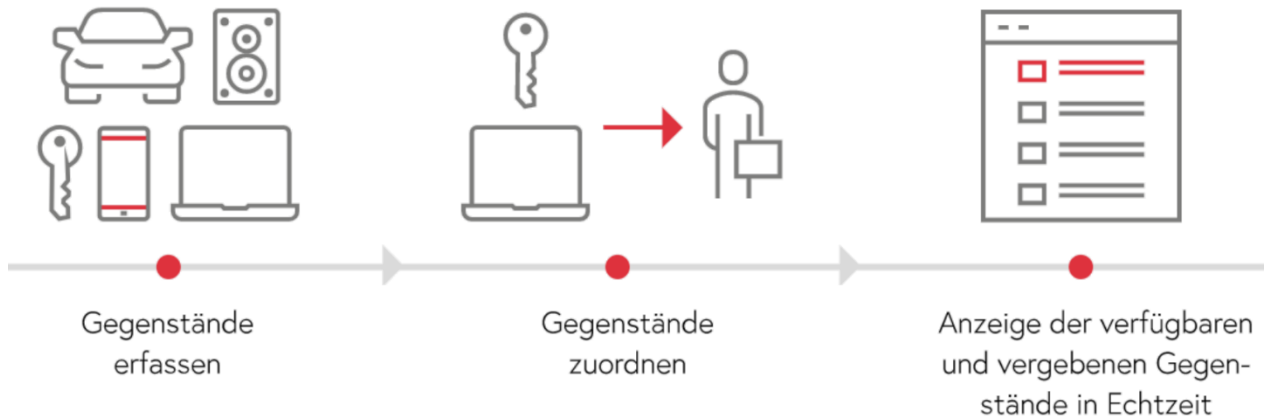 Gegenstände
erfassen
Gegenstände
zuordnen
Anzeige der verfügbaren
und vergebenen Gegen-
stände in Echtzeit